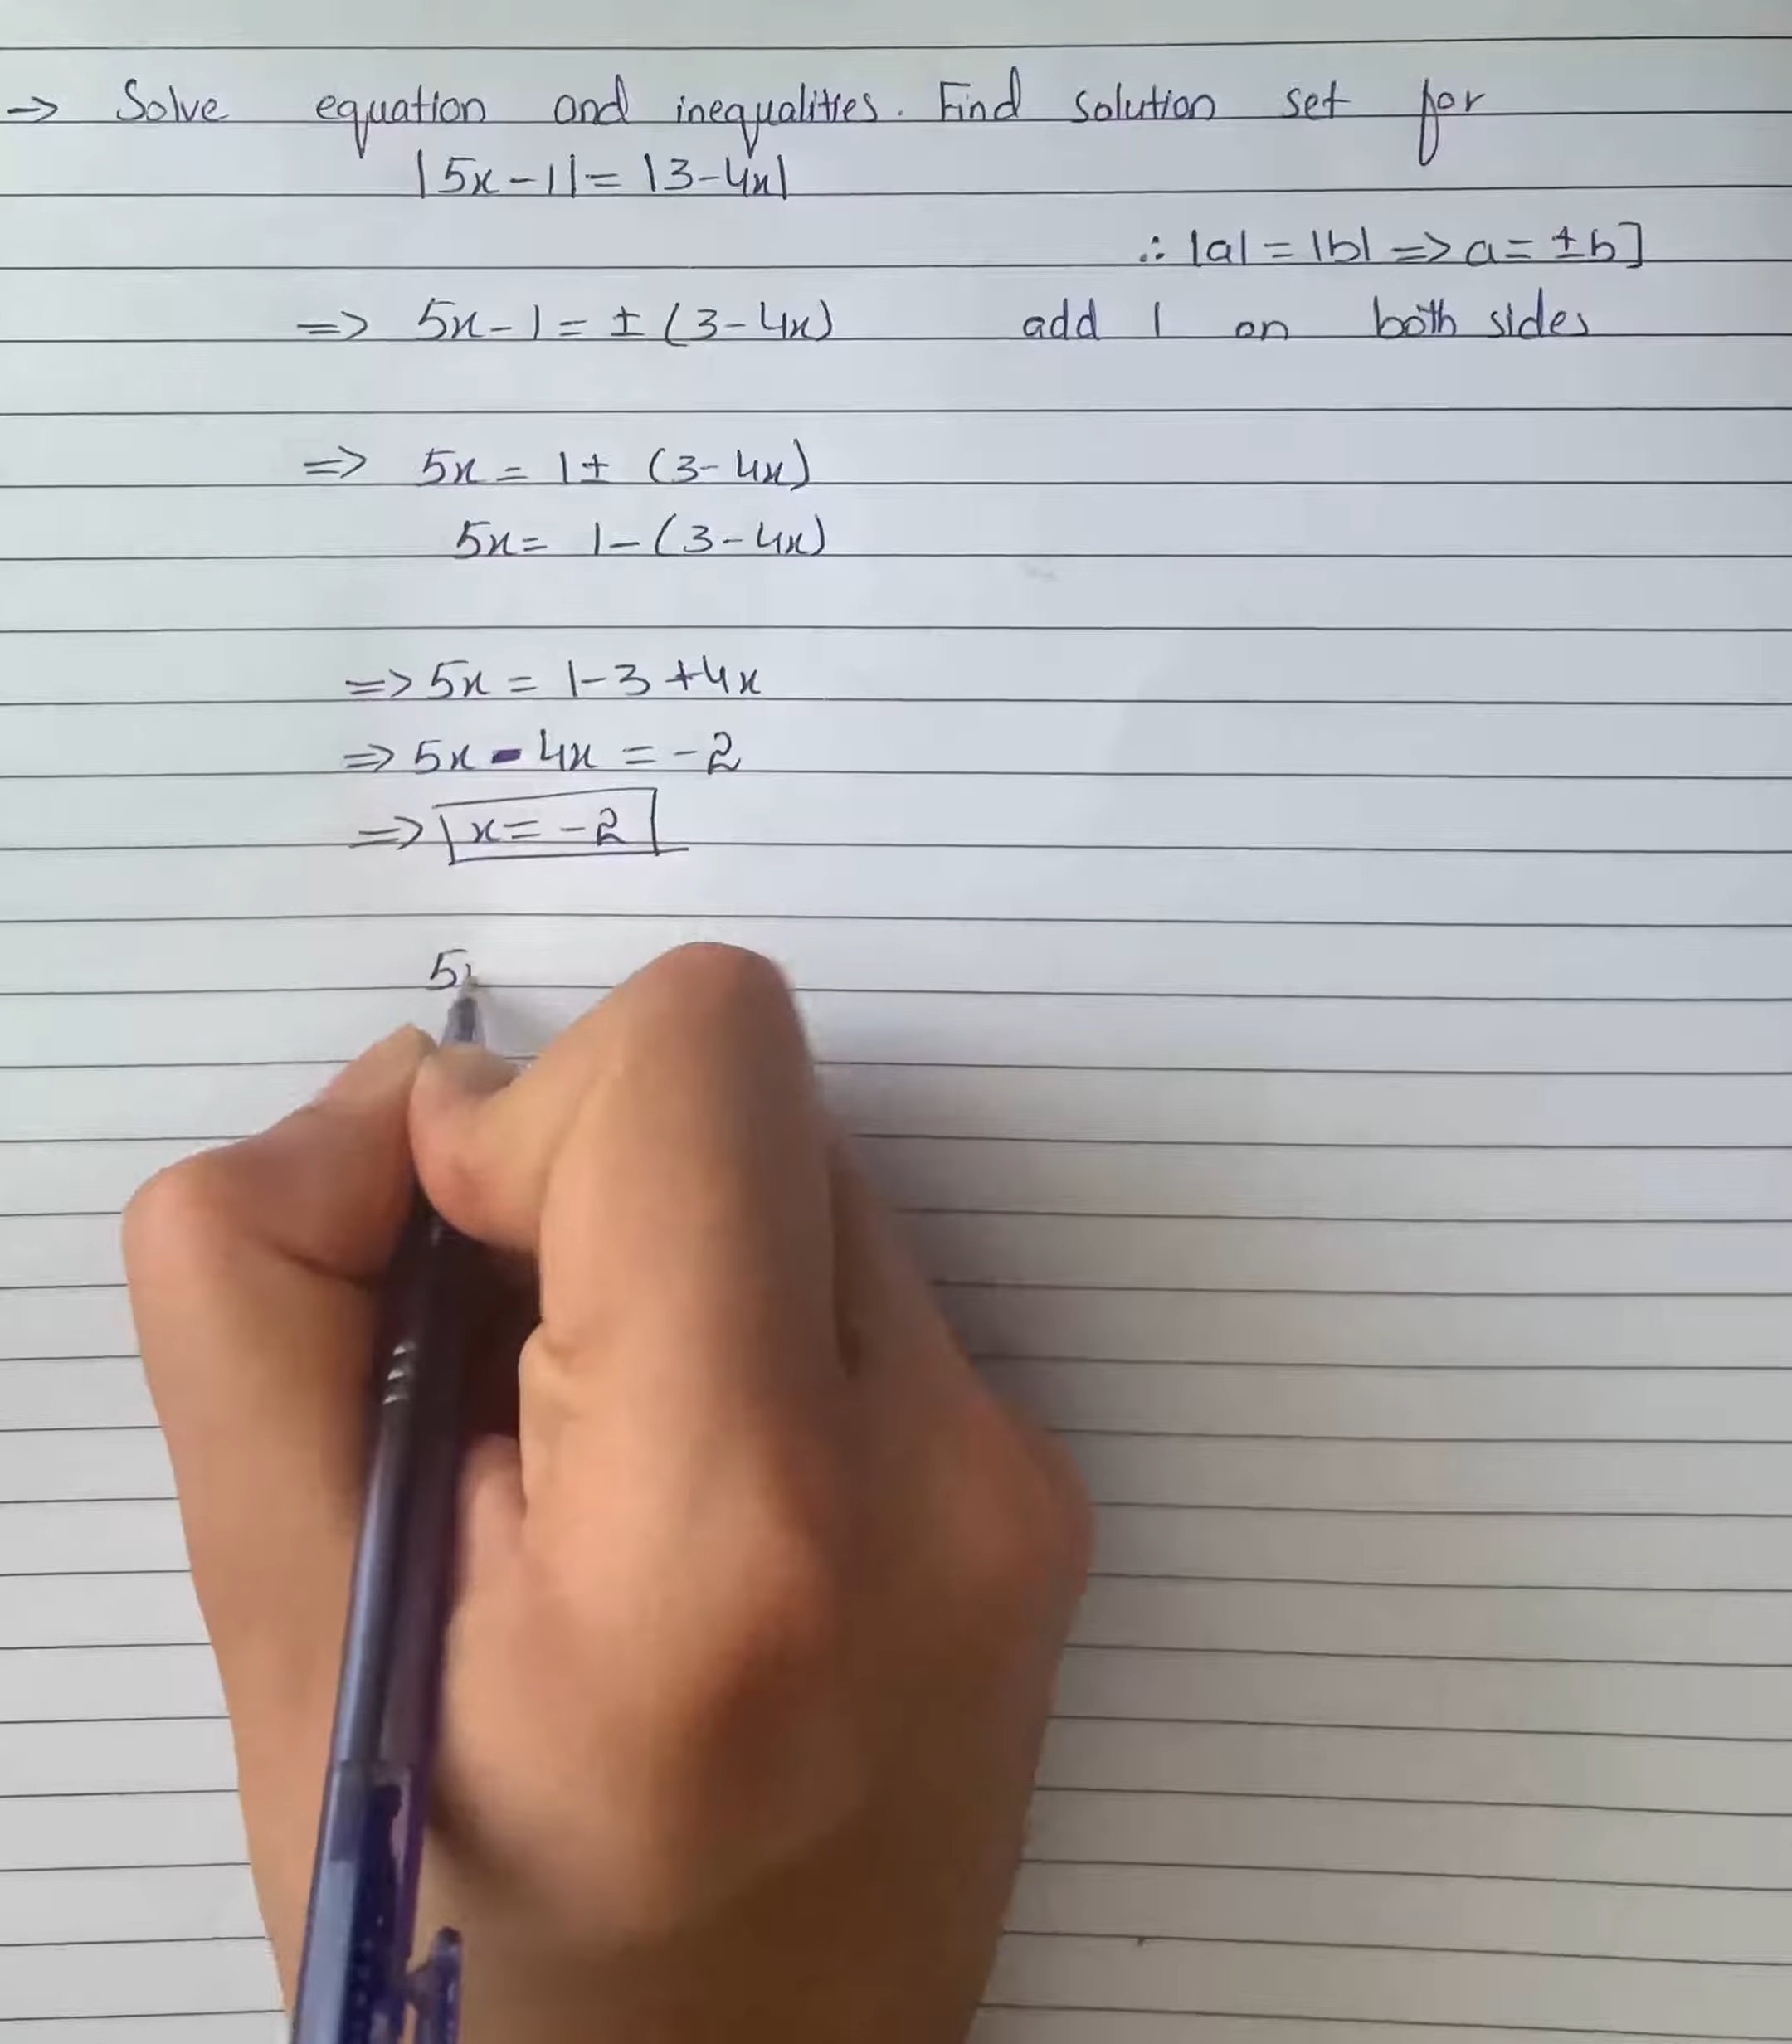 → Solve equation and inequalities. Find solution set for
|5x-1|=|3-4x|
∴ |a|=|b| => a= ±b]
=> 5x-1= ± (3-4x) add 1 on both sides
=> 5x = 1± (3-4x)
5x= 1-(3-4x)
=> 5x = 1-3+4x
=> 5x - 4x = -2
=> x= -2
5